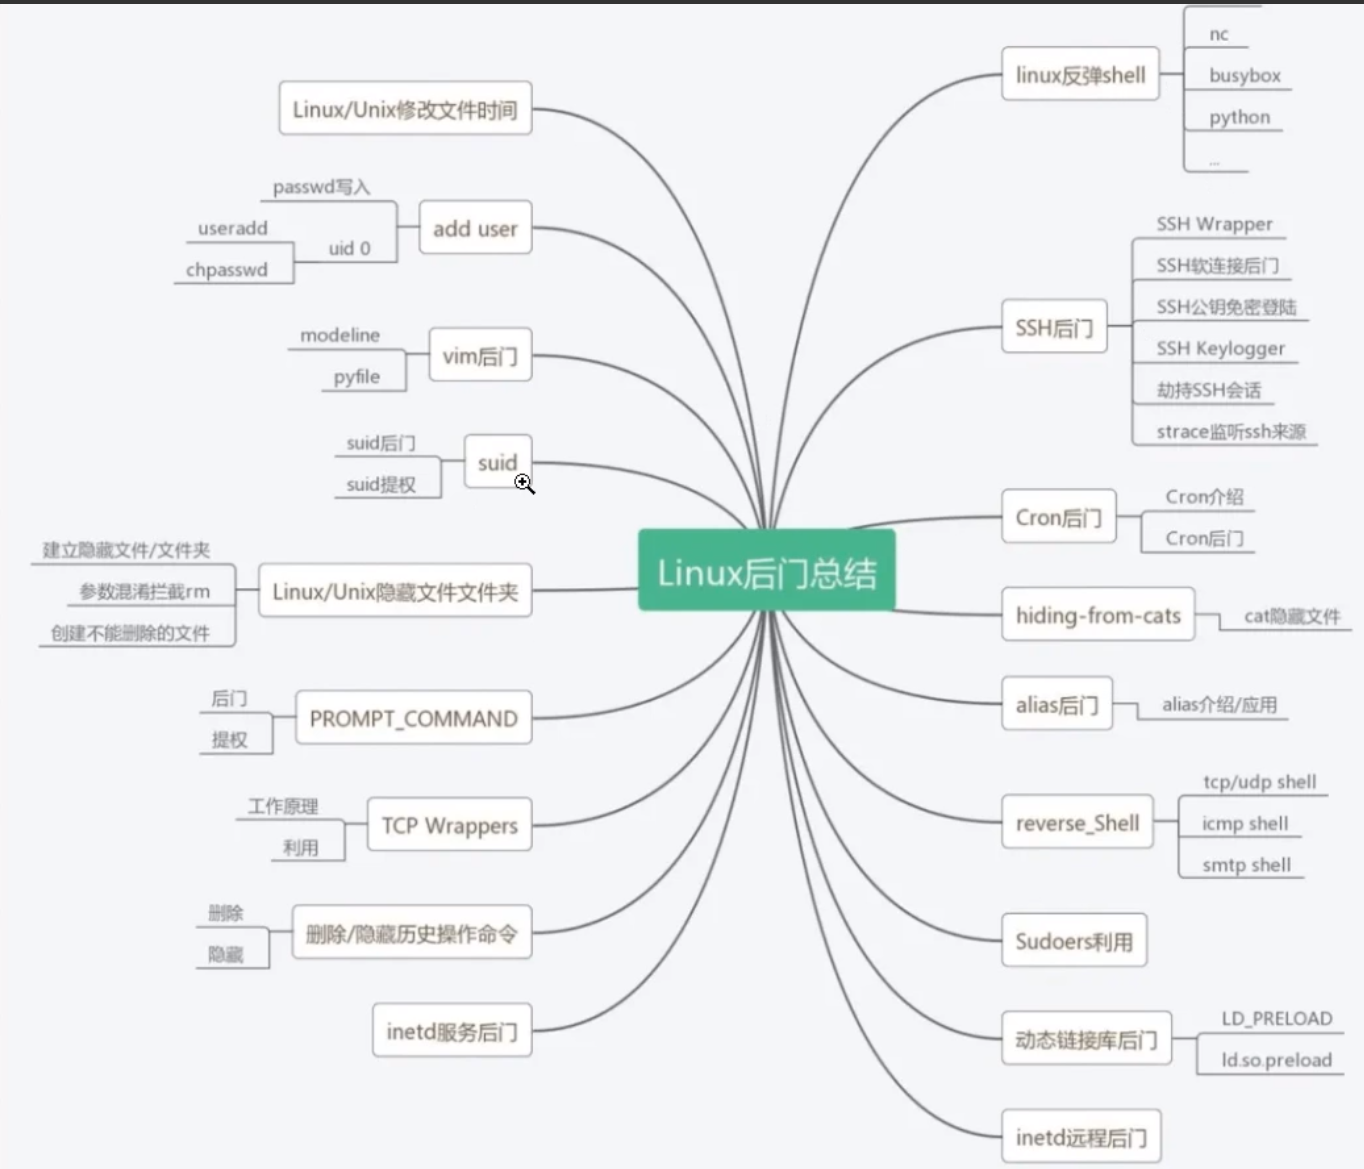 Linux后门总结
Linux/Unix修改文件时间
add user
passwd写入
uid 0
useradd
chpasswd
vim后门
modeline
pyfile
suid
suid后门
suid提权
Linux/Unix隐藏文件文件夹
建立隐藏文件/文件夹
参数混淆拦截rm
创建不能删除的文件
PROMPT_COMMAND
后门
提权
TCP Wrappers
工作原理
利用
删除/隐藏历史操作命令
删除
隐藏
inetd服务后门
linux反弹shell
nc
busybox
python
...
SSH后门
SSH Wrapper
SSH软连接后门
SSH公钥免密登陆
SSH Keylogger
劫持SSH会话
strace监听ssh来源
Cron后门
Cron介绍
Cron后门
hiding-from-cats
cat隐藏文件
alias后门
alias介绍/应用
reverse_Shell
tcp/udp shell
icmp shell
smtp shell
Sudoers利用
动态链接库后门
LD_PRELOAD
ld.so.preload
inetd远程后门